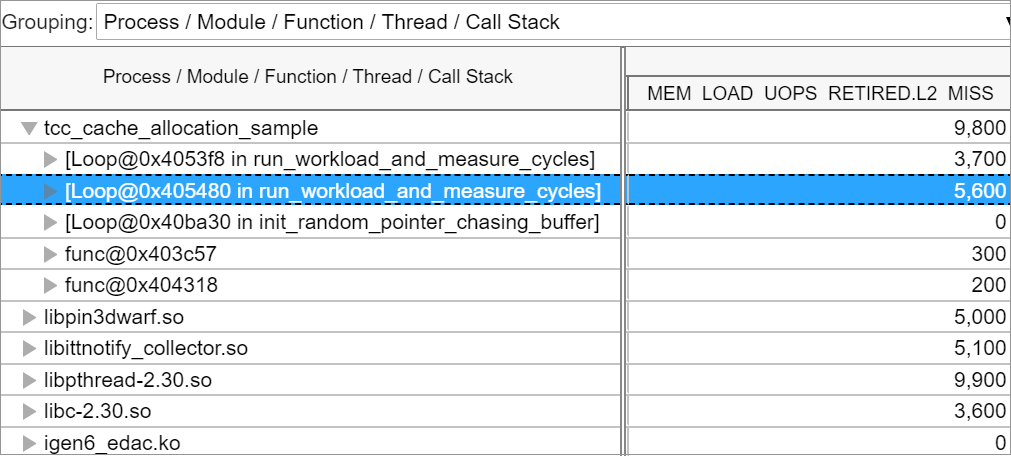 Grouping: Process / Module / Function / Thread / Call Stack
Process / Module / Function / Thread / Call Stack
MEM_LOAD_UOPS_RETIRED.L2_MISS
tcc_cache_allocation_sample 9,800
[Loop@0x4053f8 in run_workload_and_measure_cycles] 3,700
[Loop@0x405480 in run_workload_and_measure_cycles] 5,600
[Loop@0x40ba30 in init_random_pointer_chasing_buffer] 0
func@0x403c57 300
func@0x404318 200
libpin3dwarf.so 5,000
libittnotify_collector.so 5,100
libpthread-2.30.so 9,900
libc-2.30.so 3,600
igen6_edac.ko 0